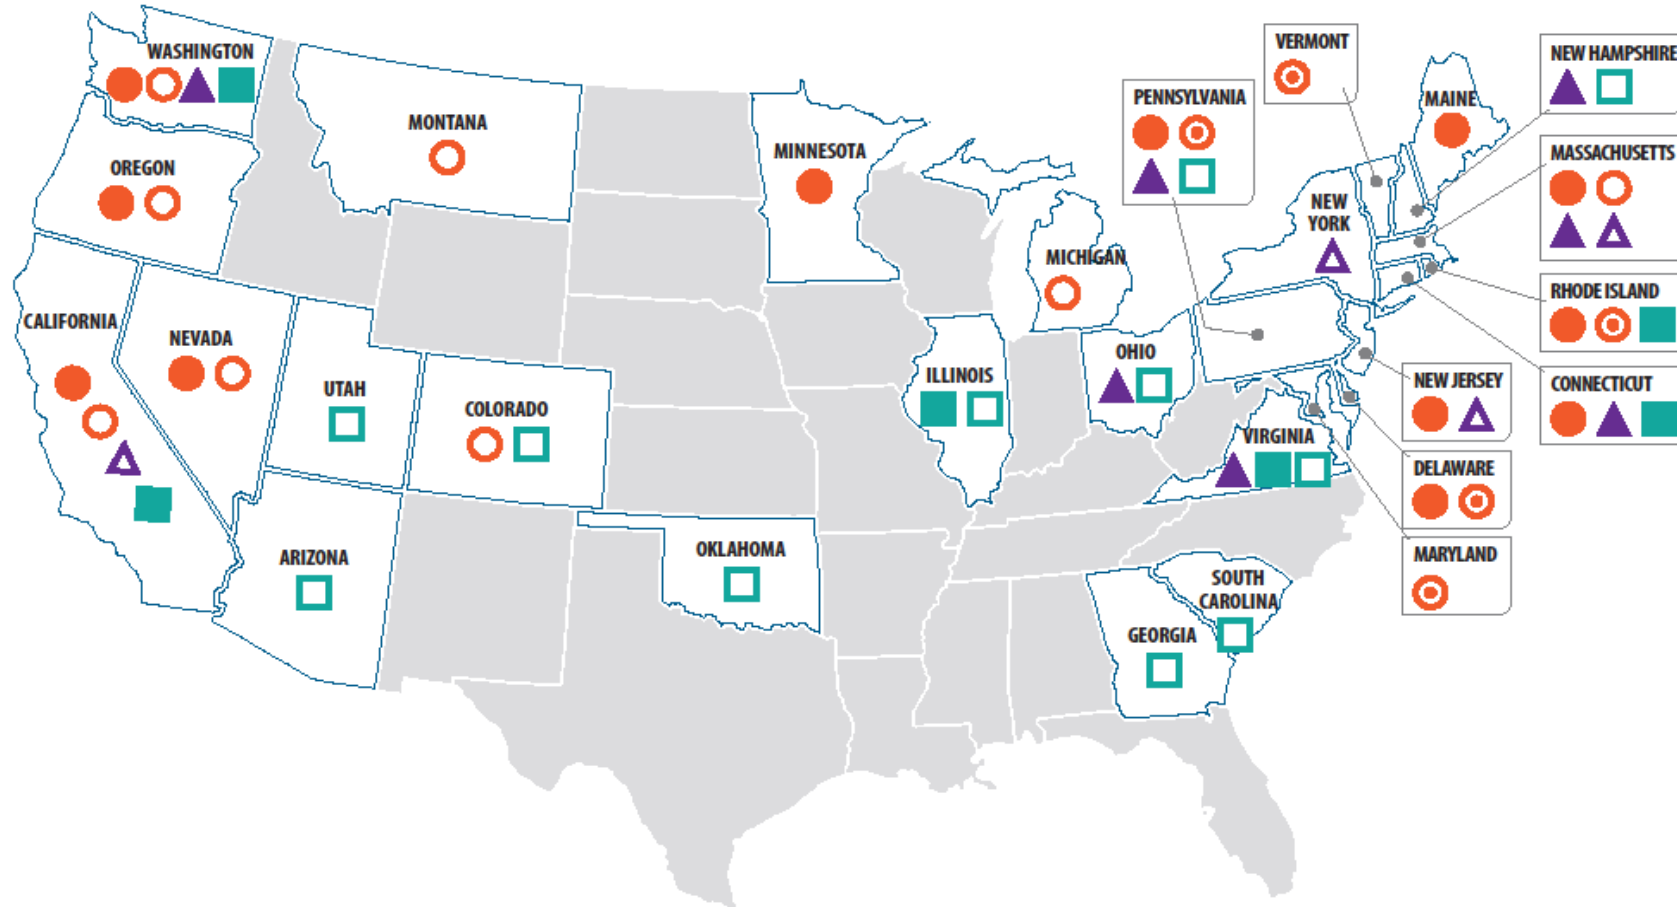 WASHINGTON
OREGON
CALIFORNIA
NEVADA
MONTANA
UTAH
COLORADO
ARIZONA
MINNESOTA
OKLAHOMA
ILLINOIS
MICHIGAN
OHIO
VIRGINIA
SOUTH
CAROLINA
GEORGIA
PENNSYLVANIA
VERMONT
NEW
YORK
MAINE
NEW HAMPSHIRE
MASSACHUSETTS
RHODE ISLAND
CONNECTICUT
NEW JERSEY
DELAWARE
MARYLAND